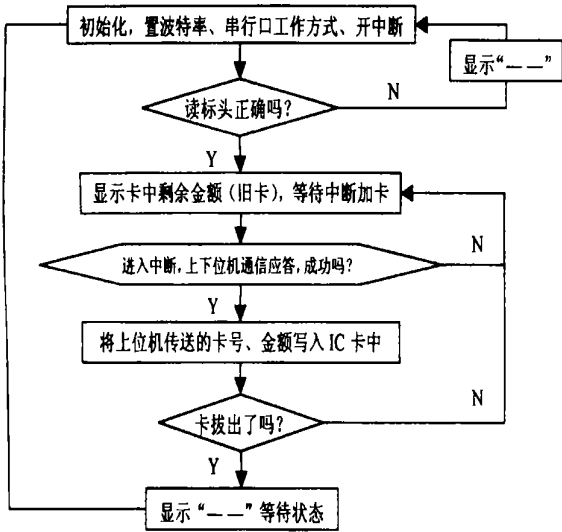 初始化，置波特率、串行口工作方式、开中断
显示“— —”
读标头正确吗?
N
Y
显示卡中剩余金额(旧卡)，等待中断加卡
进入中断，上下位机通信应答，成功吗?
N
Y
将上位机传送的卡号、金额写入 IC 卡中
卡拔出了吗?
N
Y
显示“— —”等待状态